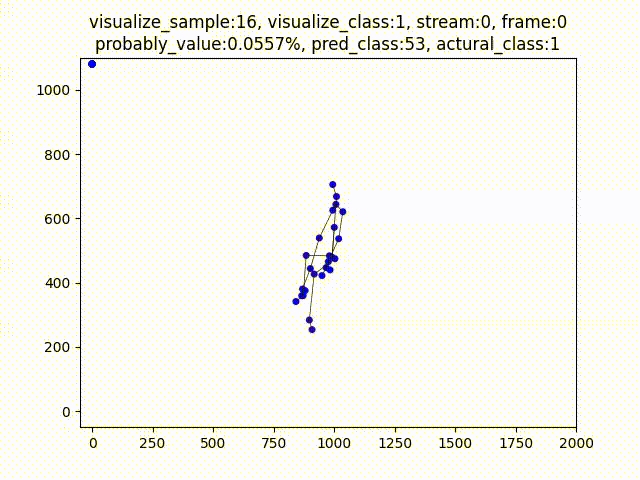 visualize_sample:16, visualize_class:1, stream:0, frame:0
probably_value:0.0557%, pred_class:53, actural_class:1
1000
800
600
400
200
0
0 250 500 750 1000 1250 1500 1750 2000